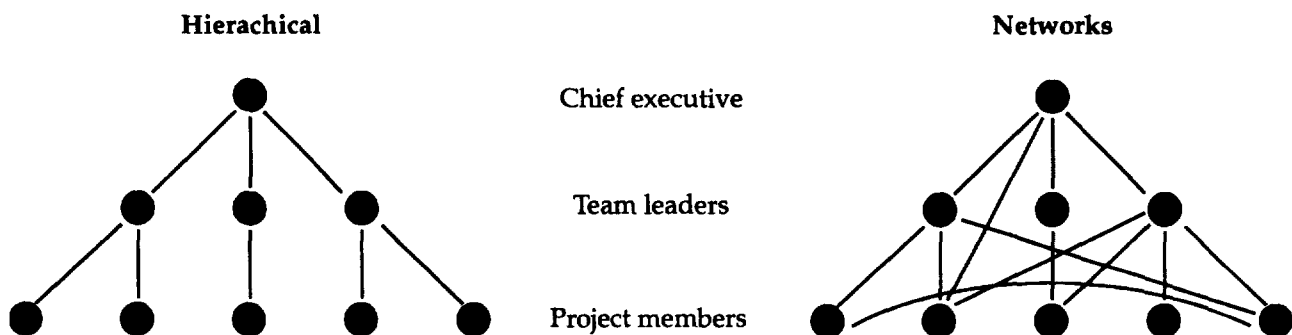 Hierachical
Networks
Chief executive
Team leaders
Project members